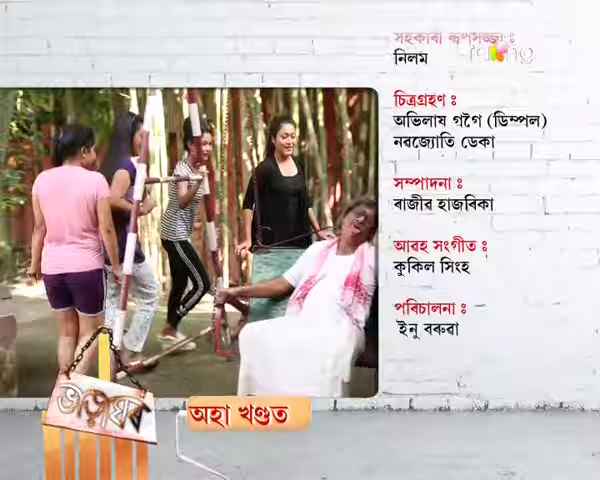 সহকাৰী ৰূপসজ্জা :
নিলম
চিত্ৰগ্ৰহণ :
অভিলাষ গগৈ (ডিম্পল)
নৱজ্যোতি ডেকা
সম্পাদনা :
ৰাজীৱ হাজৰিকা
আৱহ সংগীত :
কুকিল সিংহ
পৰিচালনা :
ইনু বৰুৱা
ভাড়াঘৰ
অহা খণ্ডত